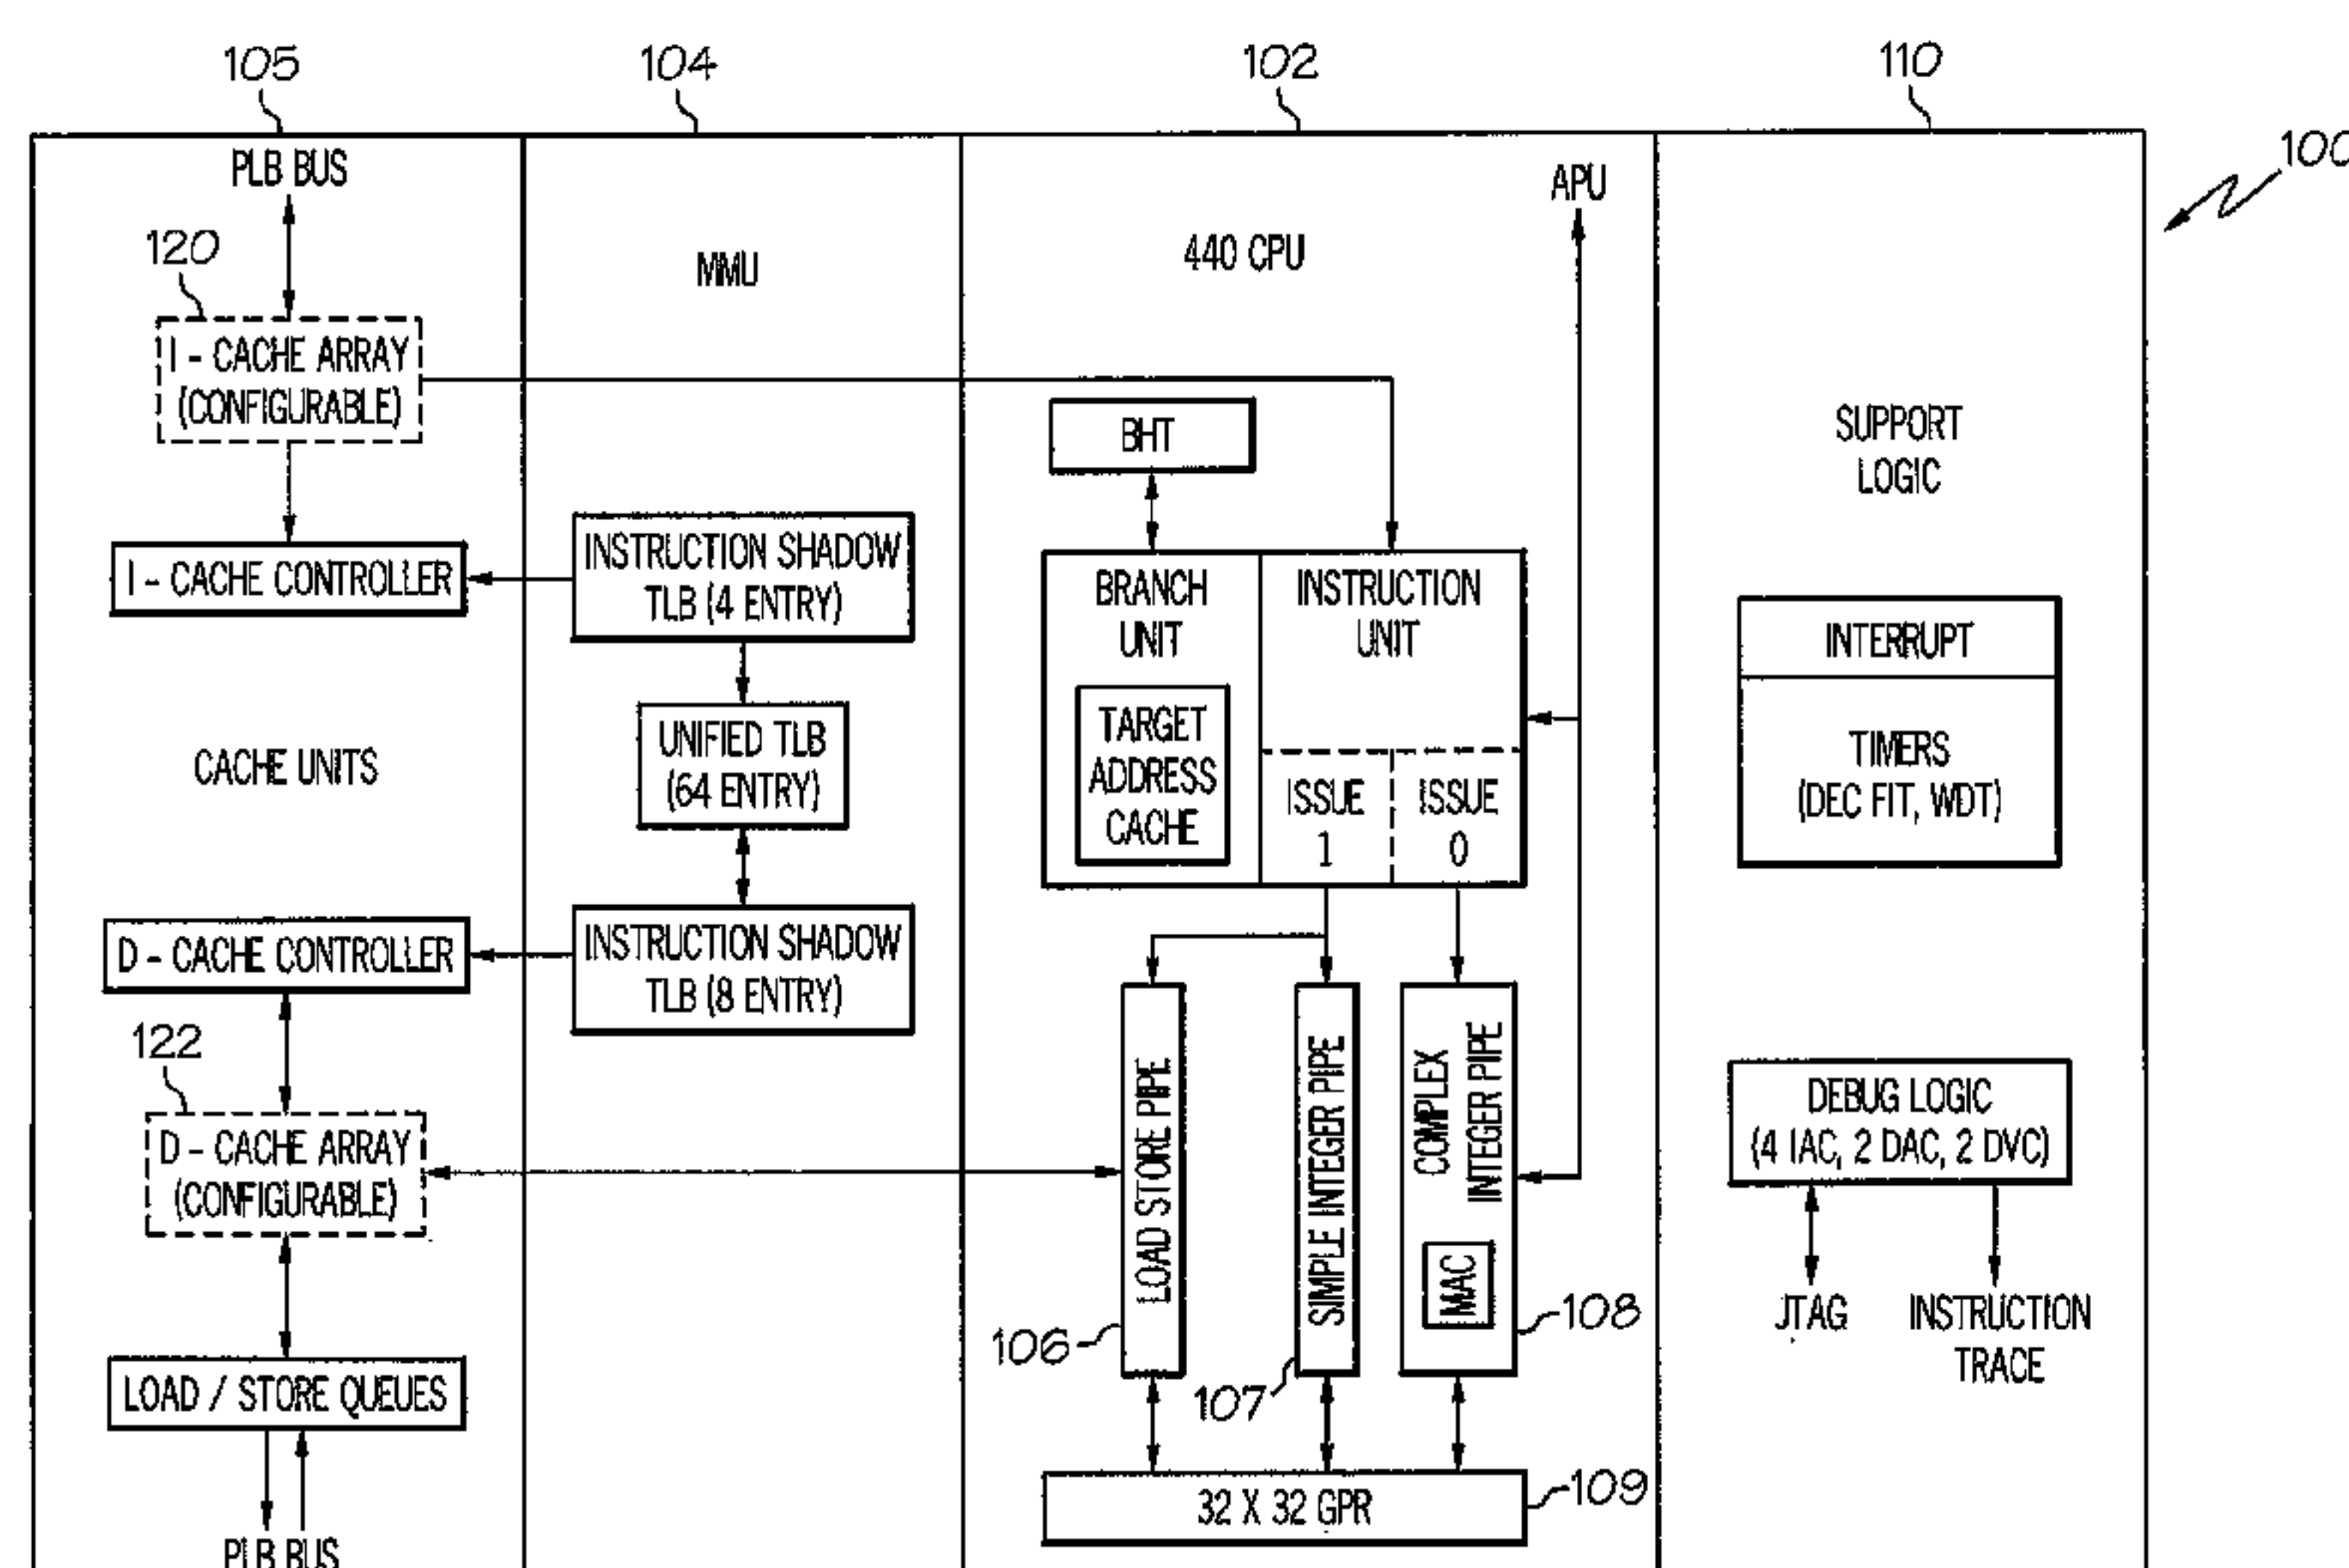 105
104
102
110
100
PLB BUS
120
I - CACHE ARRAY
(CONFIGURABLE)
I - CACHE CONTROLLER
CACHE UNITS
D - CACHE CONTROLLER
122
D - CACHE ARRAY
(CONFIGURABLE)
LOAD / STORE QUEUES
PLB BUS
MMU
INSTRUCTION SHADOW
TLB (4 ENTRY)
UNIFIED TLB
(64 ENTRY)
INSTRUCTION SHADOW
TLB (8 ENTRY)
440 CPU
APU
BHT
BRANCH
UNIT
TARGET
ADDRESS
CACHE
INSTRUCTION
UNIT
ISSUE
1
ISSUE
0
LOAD STORE PIPE
106
SIMPLE INTEGER PIPE
107
COMPLEX
INTEGER PIPE
MAC
108
32 X 32 GPR
109
SUPPORT
LOGIC
INTERRUPT
TIMERS
(DEC FIT, WDT)
DEBUG LOGIC
(4 IAC, 2 DAC, 2 DVC)
JTAG
INSTRUCTION
TRACE